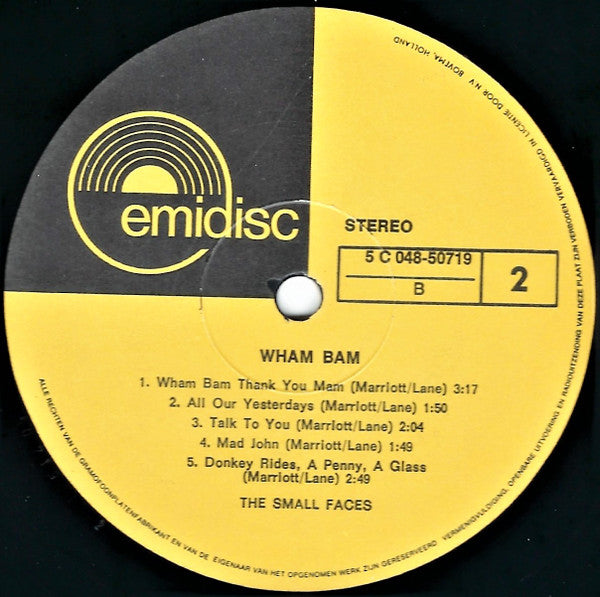 emidisc
STEREO
5 C 048-50719
B
2
WHAM BAM
1. Wham Bam Thank You Mam (Marriott/Lane) 3:17
2. All Our Yesterdays (Marriott/Lane) 1:50
3. Talk To You (Marriott/Lane) 2:04
4. Mad John (Marriott/Lane) 1:49
5. Donkey Rides, A Penny, A Glass
(Marriott/Lane) 2:49
THE SMALL FACES
ALLE RECHTEN VAN DE GRAMOFOONPLATENFABRIKANT EN VAN DE EIGENAAR VAN HET OPGENOMEN WERK ZIJN GERESERVEERD. VERMENIGVULDIGING, OPENBARE UITVOERING EN RADIOUITZENDING VAN DEZE PLAAT ZIJN VERBODEN VERVAARDIGD IN LICENTIE DOOR N.V. BOVEMA, HOLLAND